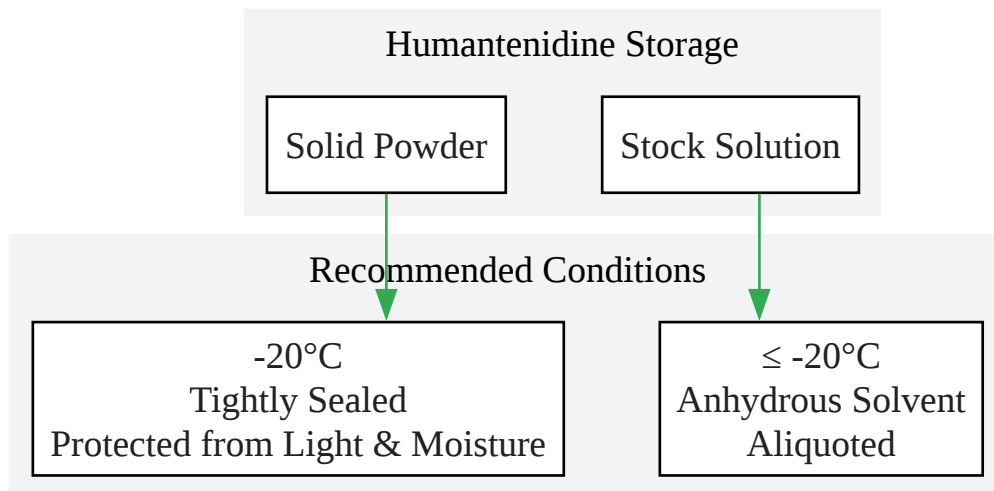 Humantenidine Storage
Solid Powder
Stock Solution
Recommended Conditions
-20°C
Tightly Sealed
Protected from Light & Moisture
≤ -20°C
Anhydrous Solvent
Aliquoted